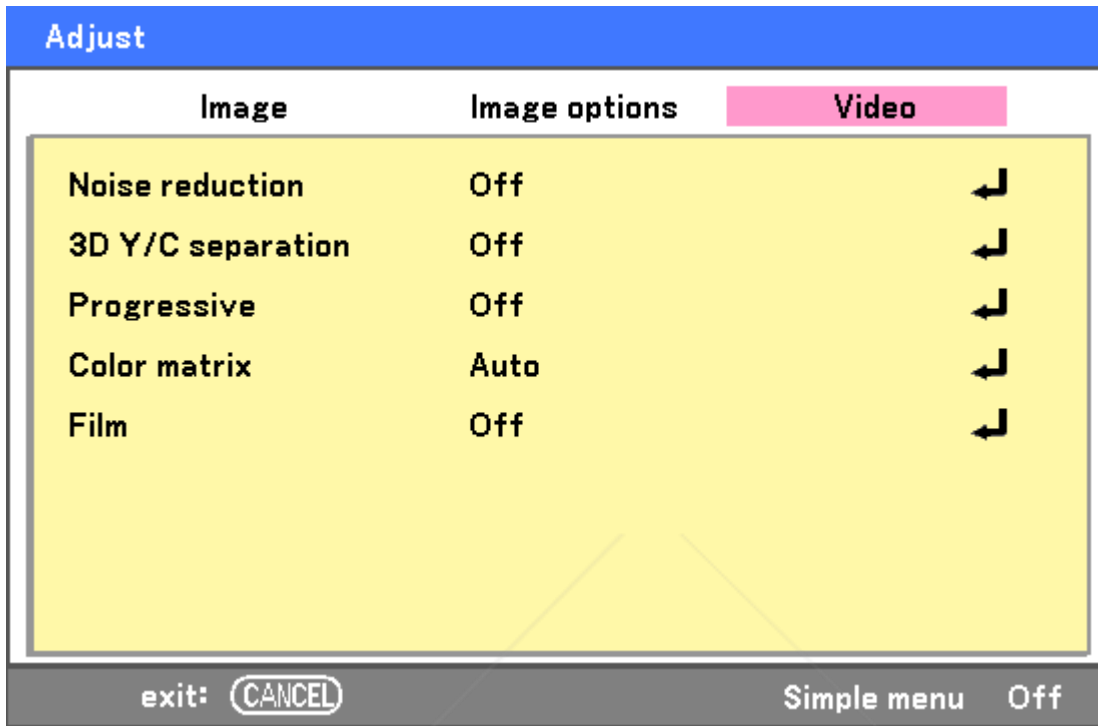 Adjust
Image Image options Video
Noise reduction Off
3D Y/C separation Off
Progressive Off
Color matrix Auto
Film Off
exit: CANCEL Simple menu Off